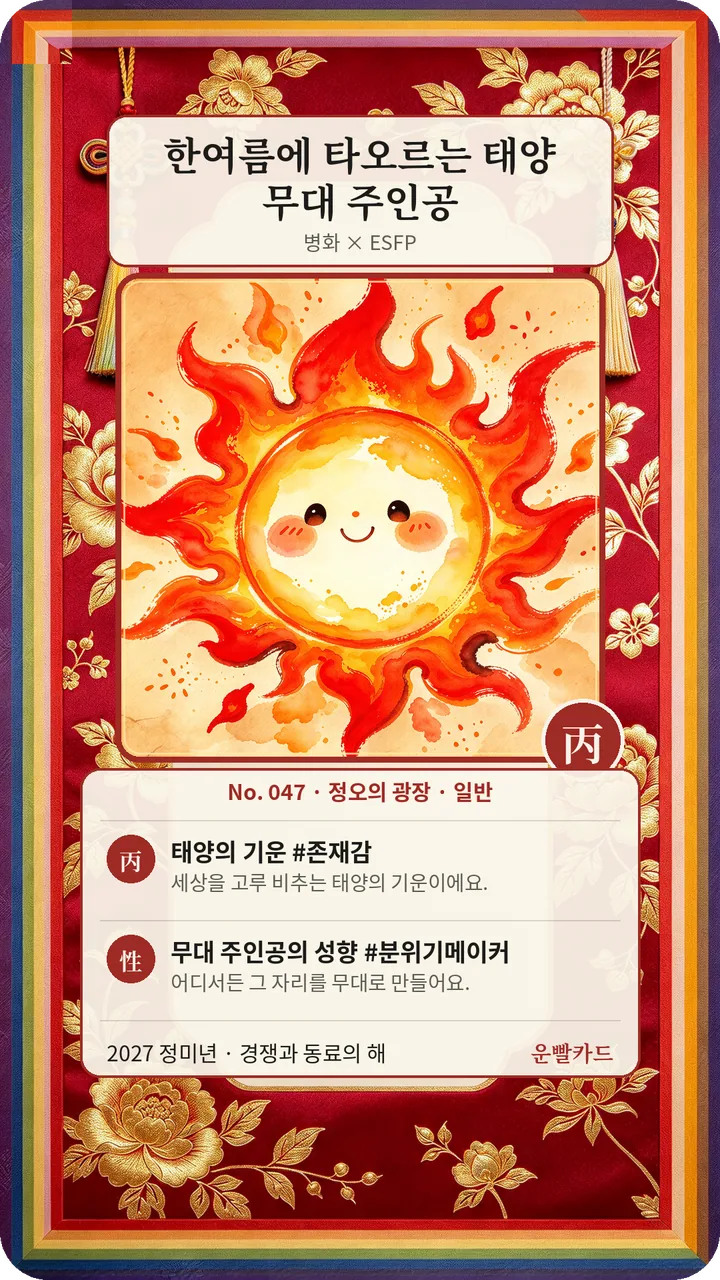 한여름에 타오르는 태양
무대 주인공
병화 × ESFP
丙
No. 047 · 정오의 광장 · 일반
丙
태양의 기운 #존재감
세상을 고루 비추는 태양의 기운이에요.
性
무대 주인공의 성향 #분위기메이커
어디서든 그 자리를 무대로 만들어요.
2027 정미년 · 경쟁과 동료의 해
운빨카드